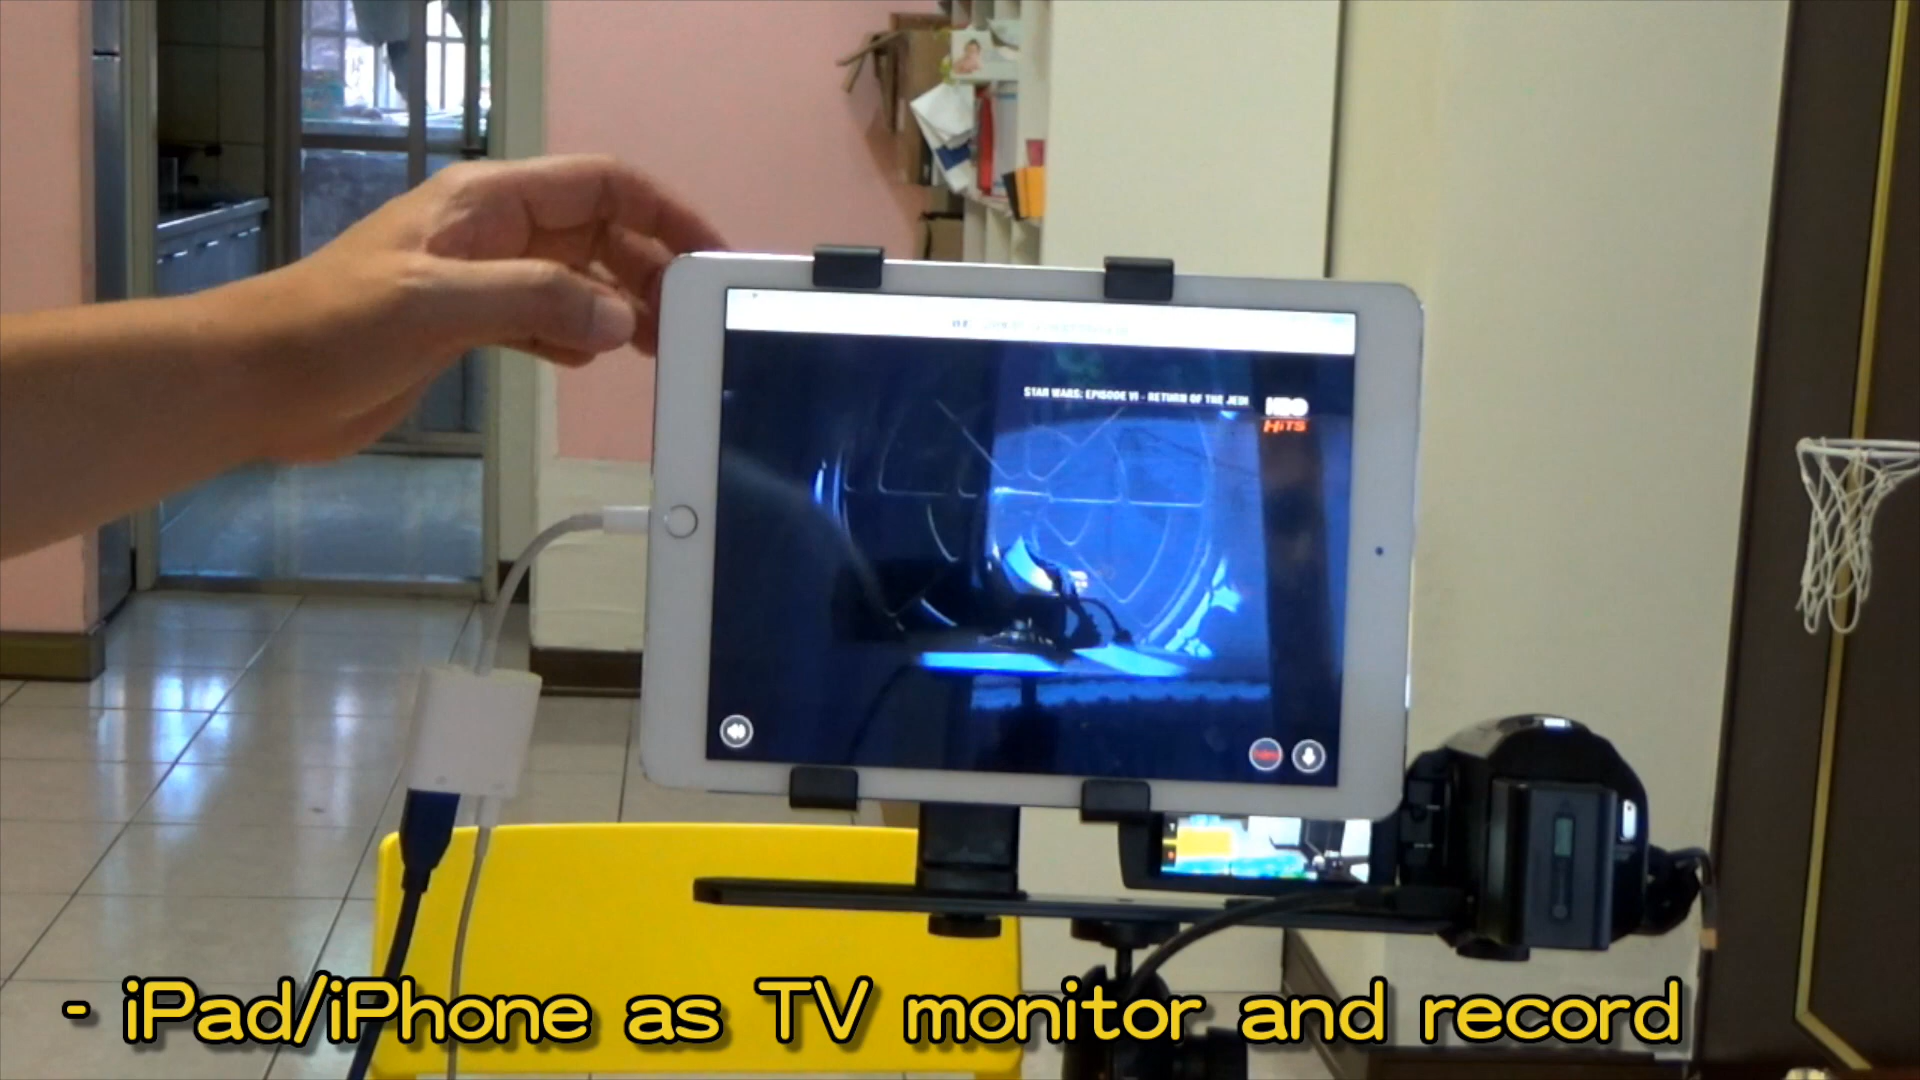 STAR WARS: EPISODE VI - RETURN OF THE JEDI
HBO
HITS
- iPad/iPhone as TV monitor and record